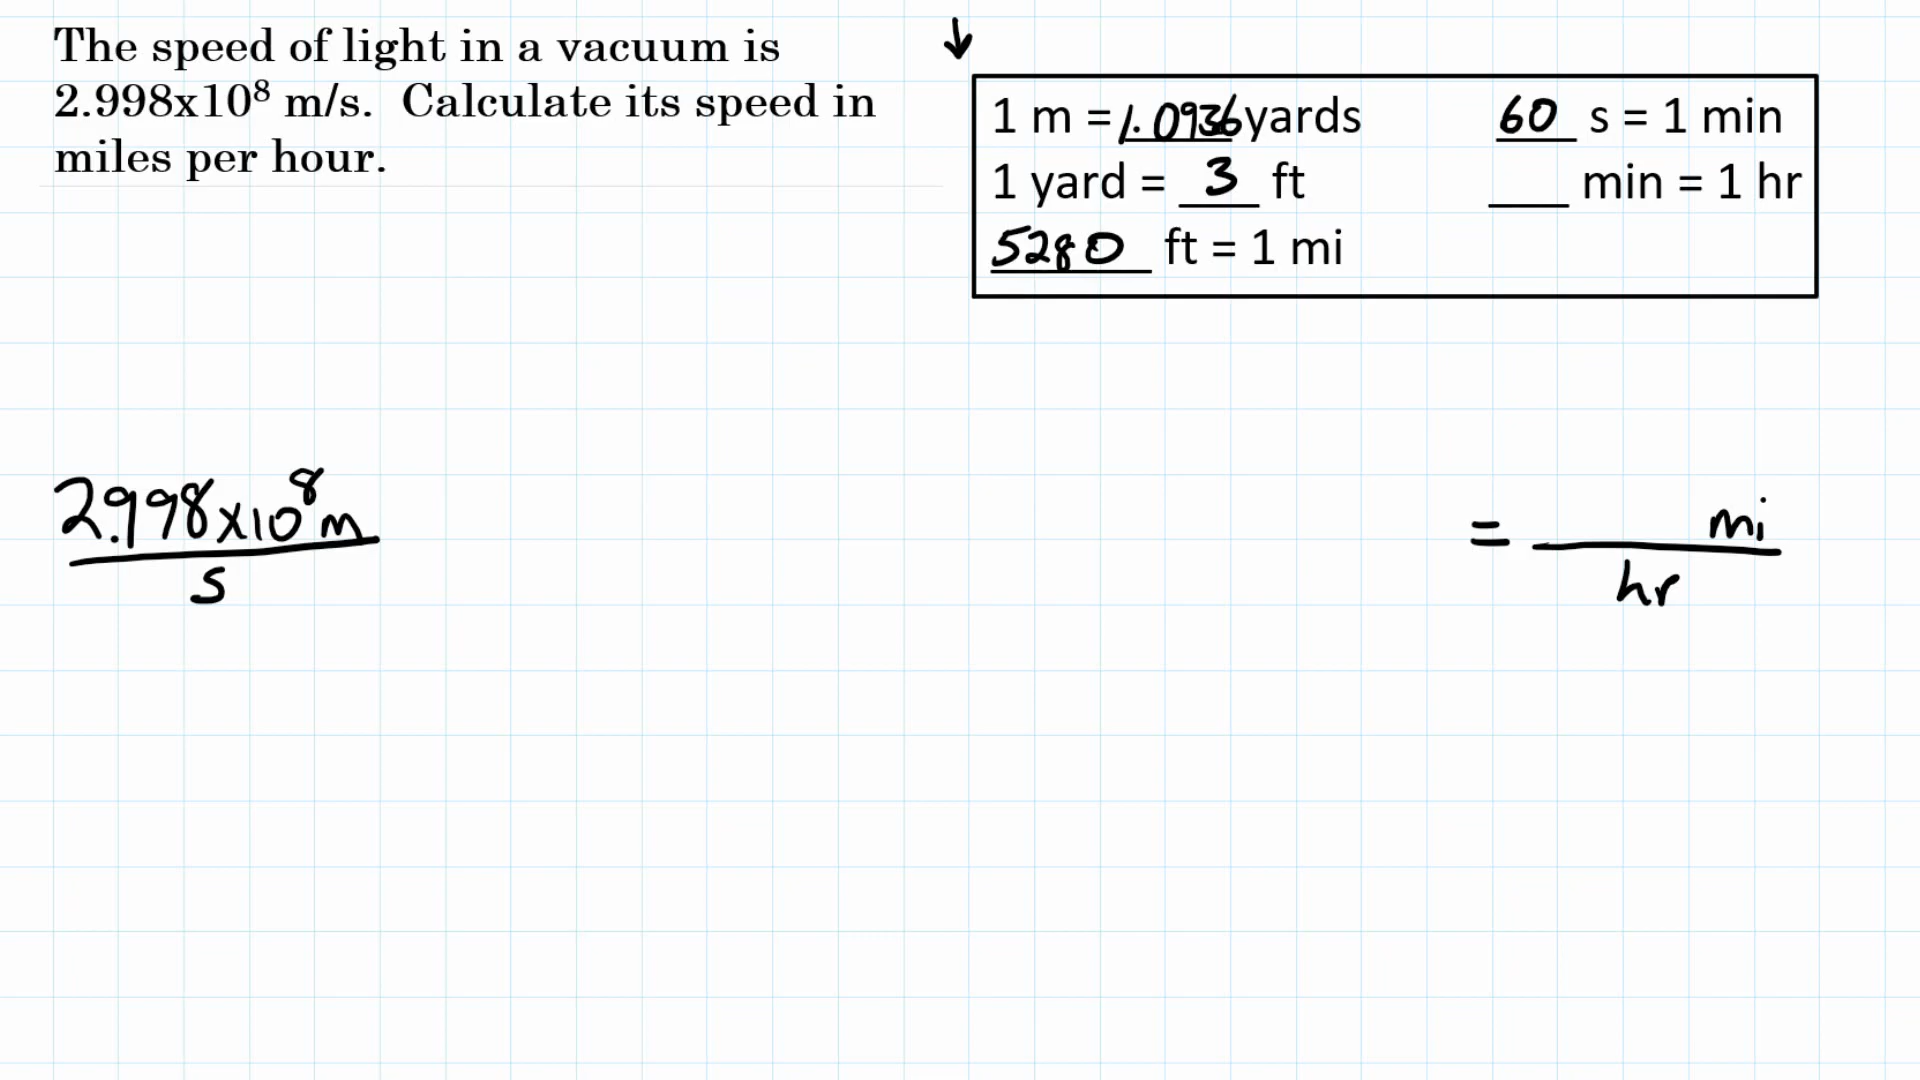 The speed of light in a vacuum is
2.998x10⁸ m/s. Calculate its speed in
miles per hour.
1 m = 1.0936 yards
60 s = 1 min
1 yard = 3 ft
____ min = 1 hr
5280 ft = 1 mi
2.998x10⁸ m
s
= mi
hr